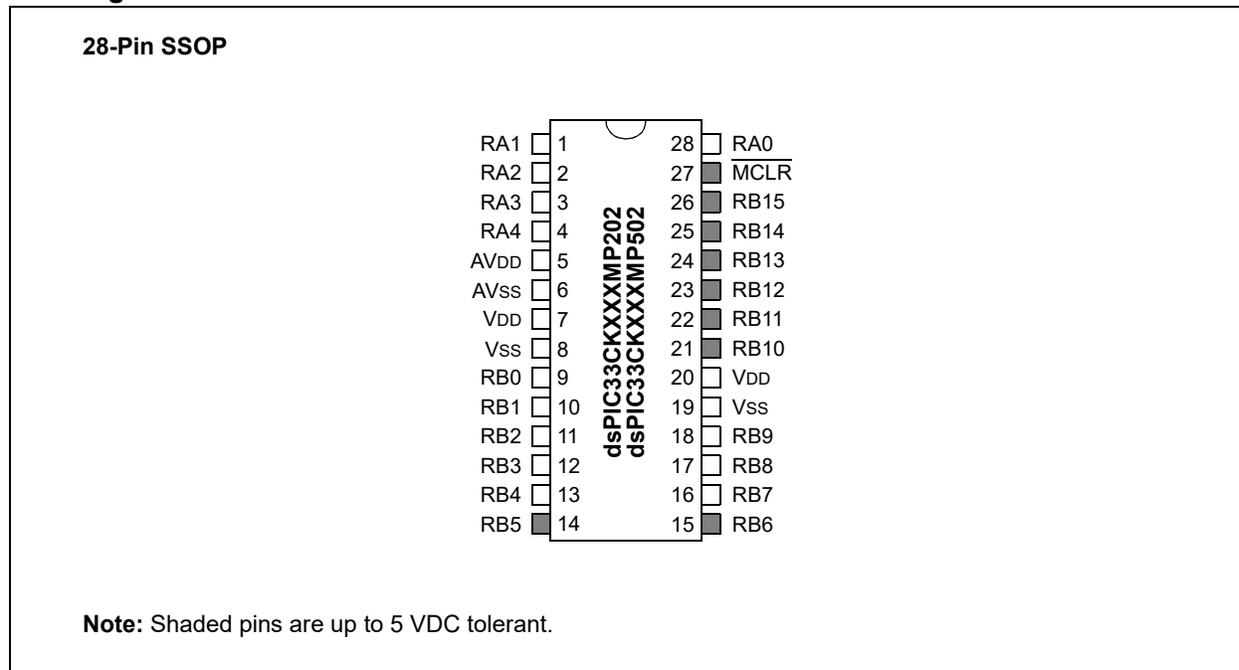 28-Pin SSOP
RA1 1 28 RA0
RA2 2 27 MCLR
RA3 3 26 RB15
RA4 4 25 RB14
AVDD 5 24 RB13
AVSS 6 23 RB12
VDD 7 22 RB11
VSS 8 21 RB10
RB0 9 20 VDD
RB1 10 19 VSS
RB2 11 18 RB9
RB3 12 17 RB8
RB4 13 16 RB7
RB5 14 15 RB6
dsPIC33CKXXXMP202
dsPIC33CKXXXMP502
Note: Shaded pins are up to 5 VDC tolerant.